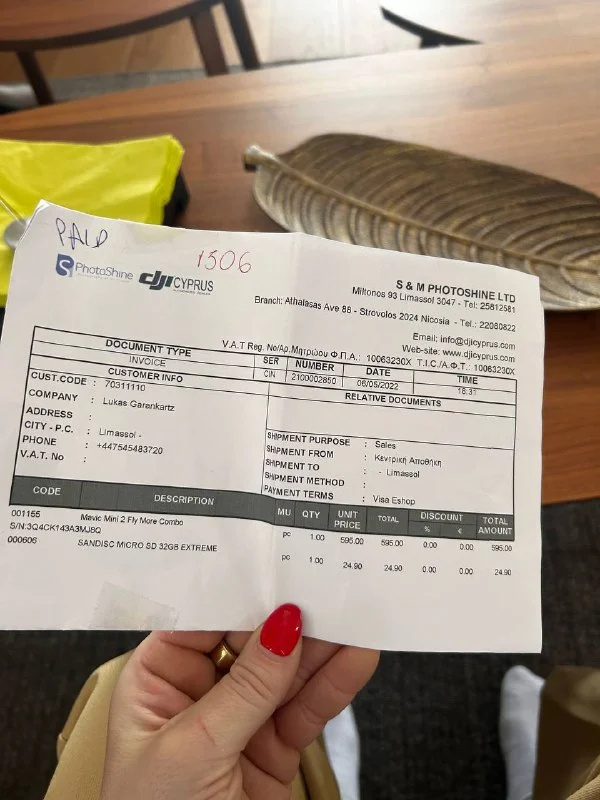 PAID
1306
PhotoShine dji CYPRUS
S & M PHOTOSHINE LTD
Miltonos 93 Limassol 3047 - Tel: 25812581
Branch: Athalasas Ave 88 - Strovolos 2024 Nicosia - Tel.: 22080822
Email: info@djicyprus.com
Web-site: www.djicyprus.com
V.A.T Reg. No/Αρ.Μητρώου Φ.Π.Α.: 10063230X T.I.C/Α.Φ.Τ.: 10063230X
DOCUMENT TYPE SER NUMBER DATE TIME
INVOICE CIN 2100002850 06/05/2022 18:31
CUSTOMER INFO RELATIVE DOCUMENTS
CUST.CODE : 70311110
COMPANY : Lukas Garenkartz
ADDRESS :
CITY - P.C. : Limassol -
PHONE : +447545483720
V.A.T. No :
SHIPMENT PURPOSE : Sales
SHIPMENT FROM : Κεντρική Αποθήκη
SHIPMENT TO : - Limassol
SHIPMENT METHOD :
PAYMENT TERMS : Visa Eshop
CODE DESCRIPTION MU QTY UNIT PRICE TOTAL DISCOUNT % € TOTAL AMOUNT
001155 Mavic Mini 2 Fly More Combo pc 1.00 595.00 595.00 0.00 0.00 595.00
S/N:3Q4CK143A3MJ8Q
000606 SANDISC MICRO SD 32GB EXTREME pc 1.00 24.90 24.90 0.00 0.00 24.90